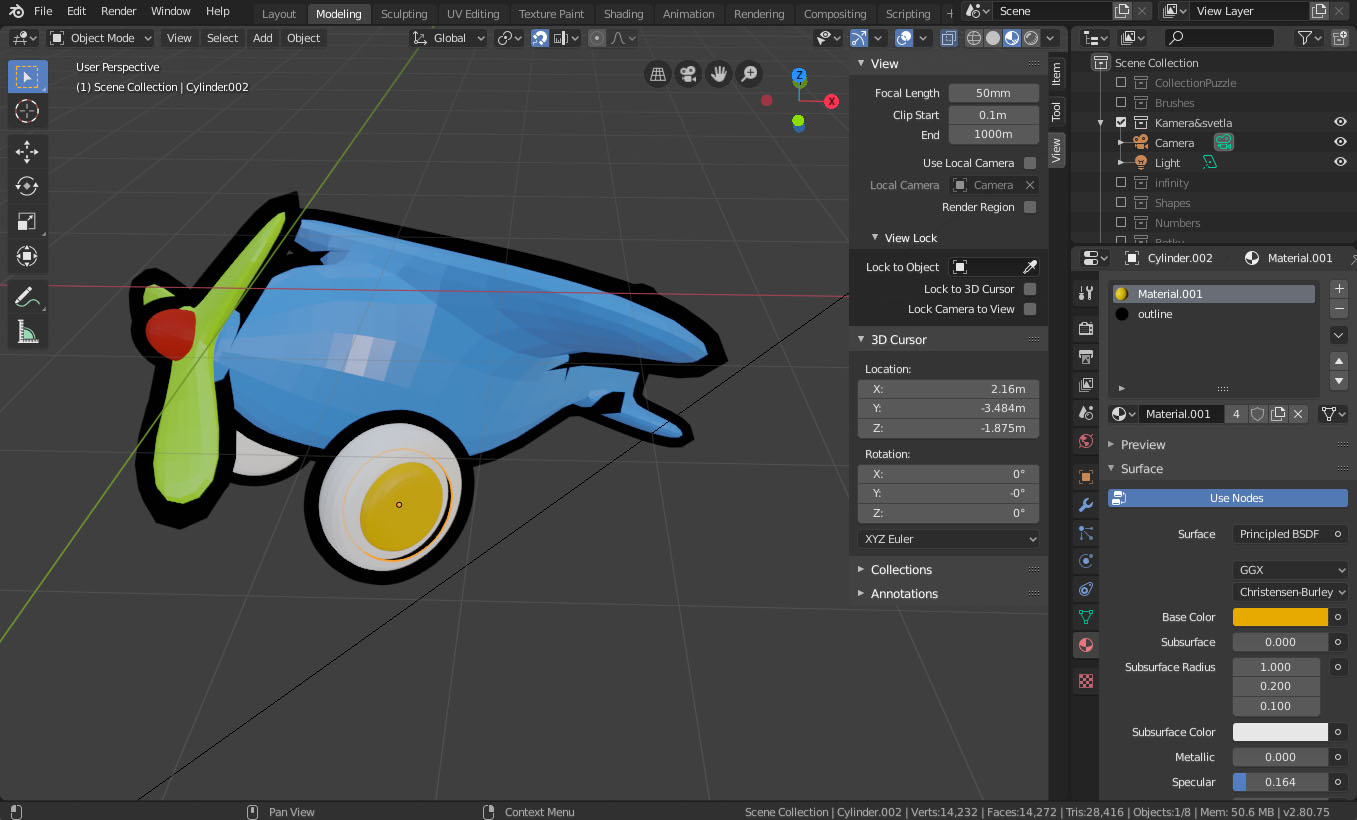 File Edit Render Window Help Layout Modeling Sculpting UV Editing Texture Paint Shading Animation Rendering Compositing Scripting + Scene View Layer
Object Mode View Select Add Object Global
User Perspective
(1) Scene Collection | Cylinder.002
Z
X
View
Focal Length 50mm
Clip Start 0.1m
End 1000m
Use Local Camera
Local Camera Camera
Render Region
View Lock
Lock to Object
Lock to 3D Cursor
Lock Camera to View
3D Cursor
Location:
X: 2.16m
Y: -3.484m
Z: -1.875m
Rotation:
X: 0°
Y: -0°
Z: 0°
XYZ Euler
Collections
Annotations
Item
Tool
View
Scene Collection
CollectionPuzzle
Brushes
Kamera&svetla
Camera
Light
infinity
Shapes
Numbers
Cylinder.002 Material.001
Material.001
outline
Material.001 4
Preview
Surface
Use Nodes
Surface Principled BSDF
GGX
Christensen-Burley
Base Color
Subsurface 0.000
Subsurface Radius 1.000
0.200
0.100
Subsurface Color
Metallic 0.000
Specular 0.164
Pan View Context Menu Scene Collection | Cylinder.002 | Verts:14,232 | Faces:14,272 | Tris:28,416 | Objects:1/8 | Mem: 50.6 MB | v2.80.75